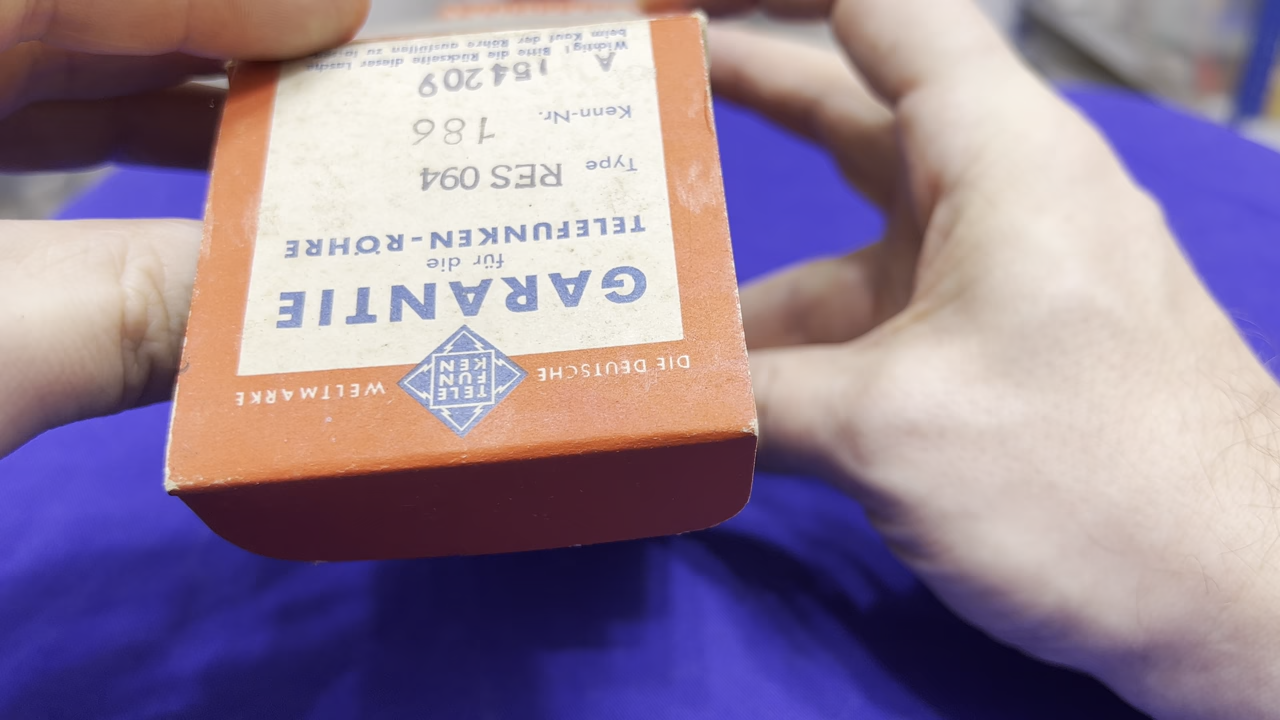 DIE DEUTSCHE WELTMARKE
TELE
FUN
KEN
GARANTIE
für die
TELEFUNKEN-RÖHRE
Type RES 094
Kenn-Nr. 186
A 154209
Wichtig! Bitte die Rückseite dieser Lasche
beim Kauf der Röhre ausfüllen zu